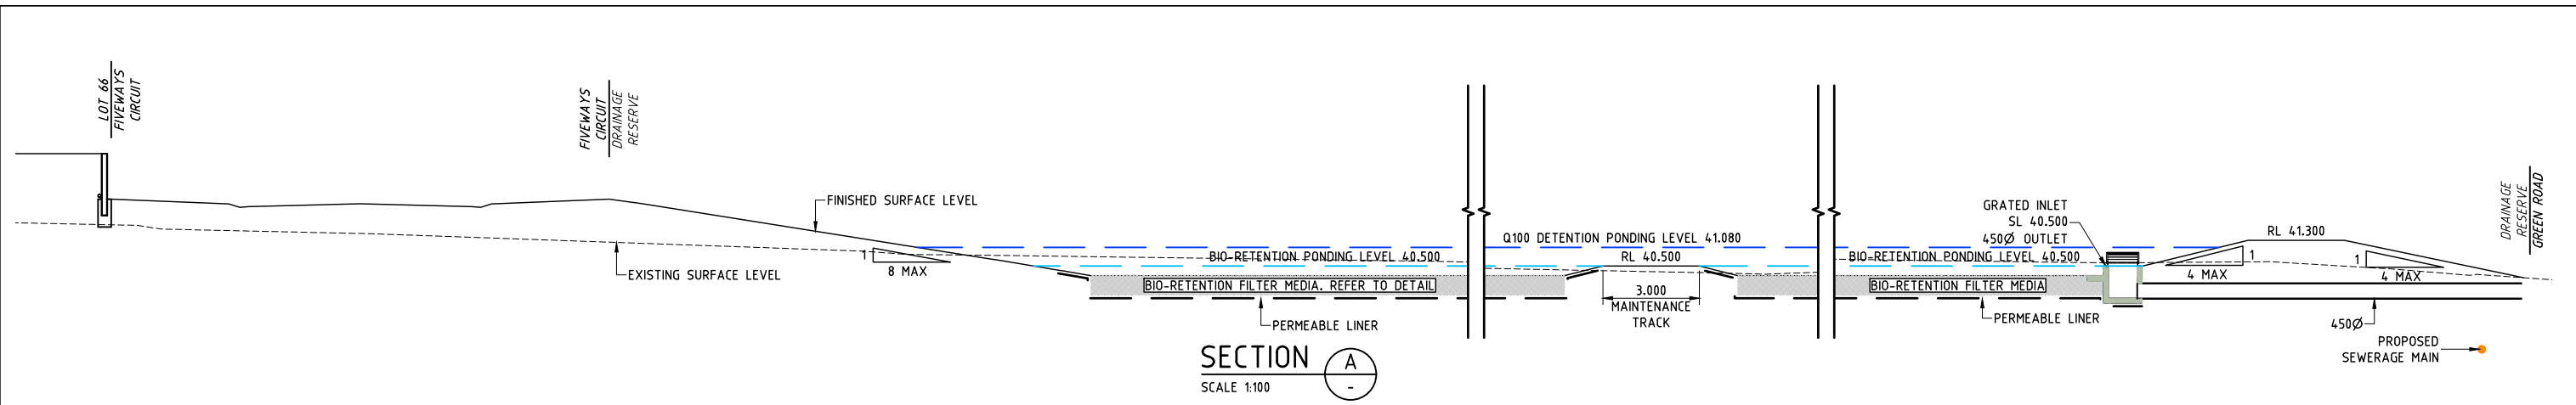 LOT 66
FIVEWAYS
CIRCUIT
FIVEWAYS
CIRCUIT
DRAINAGE
RESERVE
FINISHED SURFACE LEVEL
EXISTING SURFACE LEVEL
1
8 MAX
BIO-RETENTION PONDING LEVEL 40.500
BIO-RETENTION FILTER MEDIA. REFER TO DETAIL
PERMEABLE LINER
Q100 DETENTION PONDING LEVEL 41.080
RL 40.500
3.000
MAINTENANCE
TRACK
BIO-RETENTION PONDING LEVEL 40.500
BIO-RETENTION FILTER MEDIA
PERMEABLE LINER
GRATED INLET
SL 40.500
450Ø OUTLET
RL 41.300
1
4 MAX
1
4 MAX
450Ø
PROPOSED
SEWERAGE MAIN
DRAINAGE
RESERVE
GREEN ROAD
SECTION
A
-
SCALE 1:100